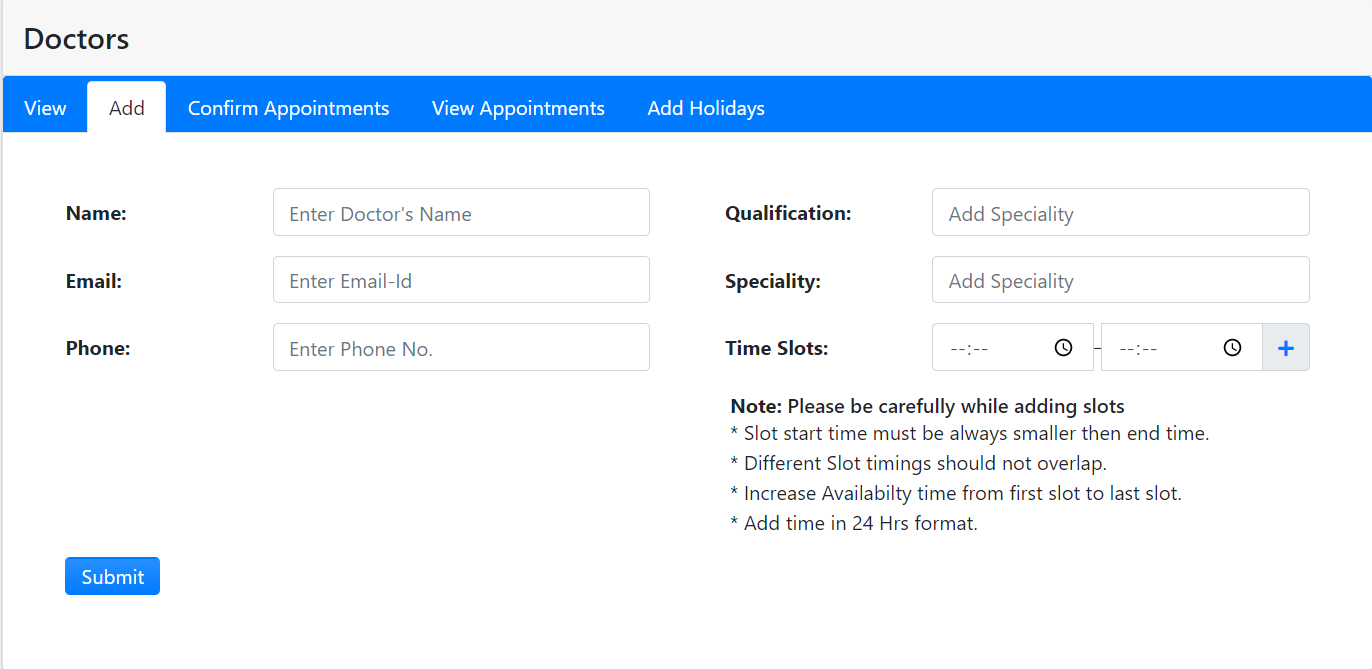 Doctors
View Add Confirm Appointments View Appointments Add Holidays
Name: Enter Doctor's Name Qualification: Add Speciality
Email: Enter Email-Id Speciality: Add Speciality
Phone: Enter Phone No. Time Slots: --:-- - --:-- +
Note: Please be carefully while adding slots
* Slot start time must be always smaller then end time.
* Different Slot timings should not overlap.
* Increase Availabilty time from first slot to last slot.
* Add time in 24 Hrs format.
Submit